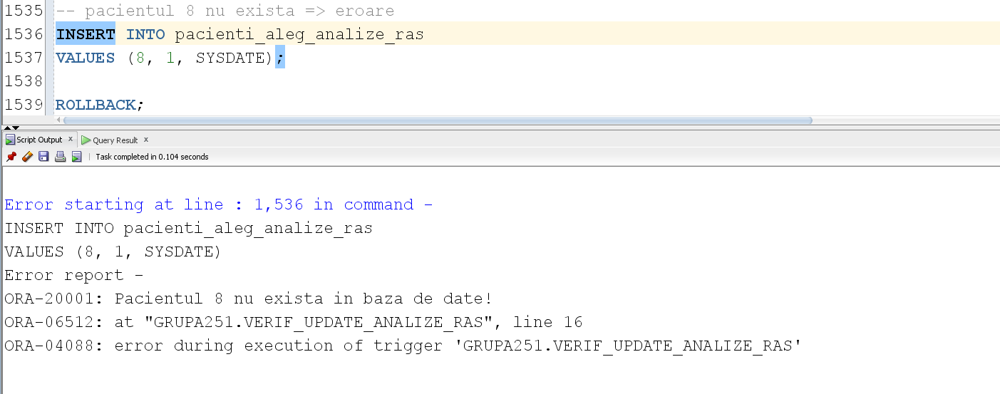 1535 -- pacientul 8 nu exista => eroare
1536 INSERT INTO pacienti_aleg_analize_ras
1537 VALUES (8, 1, SYSDATE);
1538
1539 ROLLBACK;
Script Output x Query Result x
Task completed in 0.104 seconds
Error starting at line : 1,536 in command -
INSERT INTO pacienti_aleg_analize_ras
VALUES (8, 1, SYSDATE)
Error report -
ORA-20001: Pacientul 8 nu exista in baza de date!
ORA-06512: at "GRUPA251.VERIF_UPDATE_ANALIZE_RAS", line 16
ORA-04088: error during execution of trigger 'GRUPA251.VERIF_UPDATE_ANALIZE_RAS'